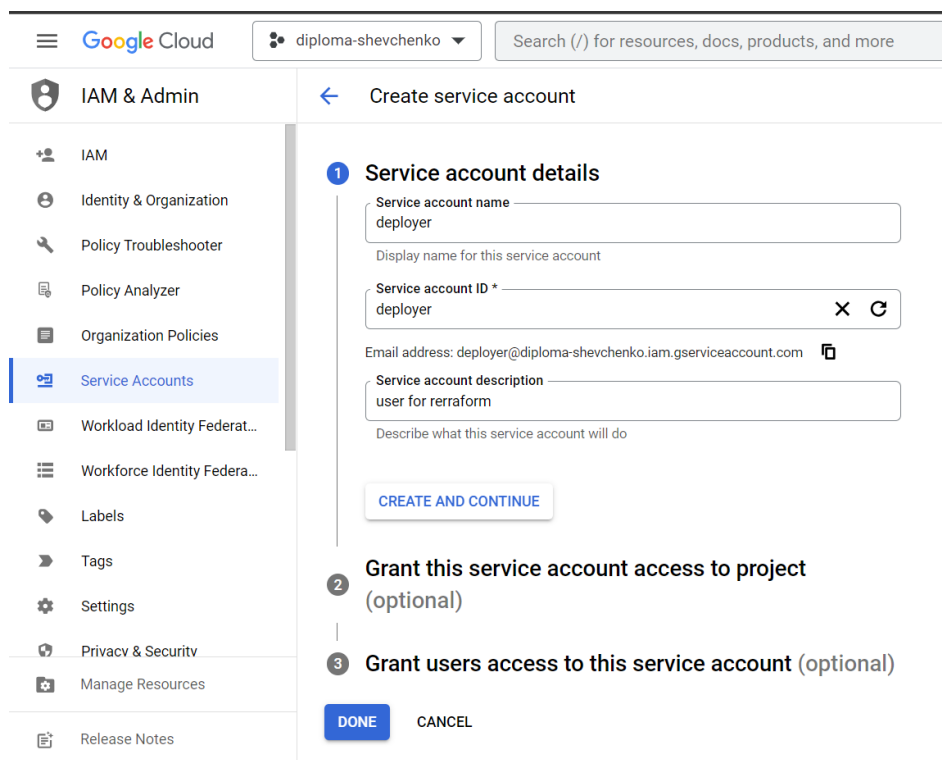 Google Cloud
diploma-shevchenko
Search (/) for resources, docs, products, and more
IAM & Admin
Create service account
IAM
Identity & Organization
Policy Troubleshooter
Policy Analyzer
Organization Policies
Service Accounts
Workload Identity Federat...
Workforce Identity Federa...
Labels
Tags
Settings
Privacy & Security
Manage Resources
Release Notes
1 Service account details
Service account name
deployer
Display name for this service account
Service account ID *
deployer
Email address: deployer@diploma-shevchenko.iam.gserviceaccount.com
Service account description
user for rerraform
Describe what this service account will do
CREATE AND CONTINUE
2 Grant this service account access to project
(optional)
3 Grant users access to this service account (optional)
DONE CANCEL